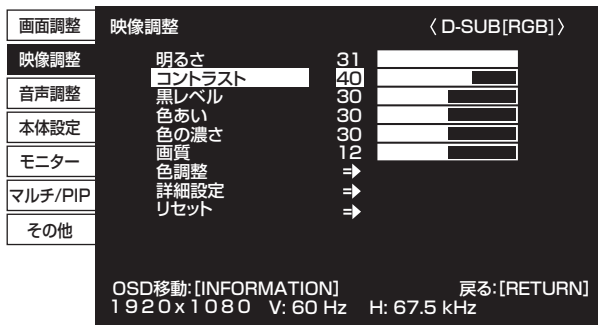 画面調整
映像調整
音声調整
本体設定
モニター
マルチ/PIP
その他
映像調整 〈 D-SUB[RGB] 〉
明るさ 31
コントラスト 40
黒レベル 30
色あい 30
色の濃さ 30
画質 12
色調整 ⇒
詳細設定 ⇒
リセット ⇒
OSD移動:[INFORMATION] 戻る:[RETURN]
1920x1080 V: 60 Hz H: 67.5 kHz